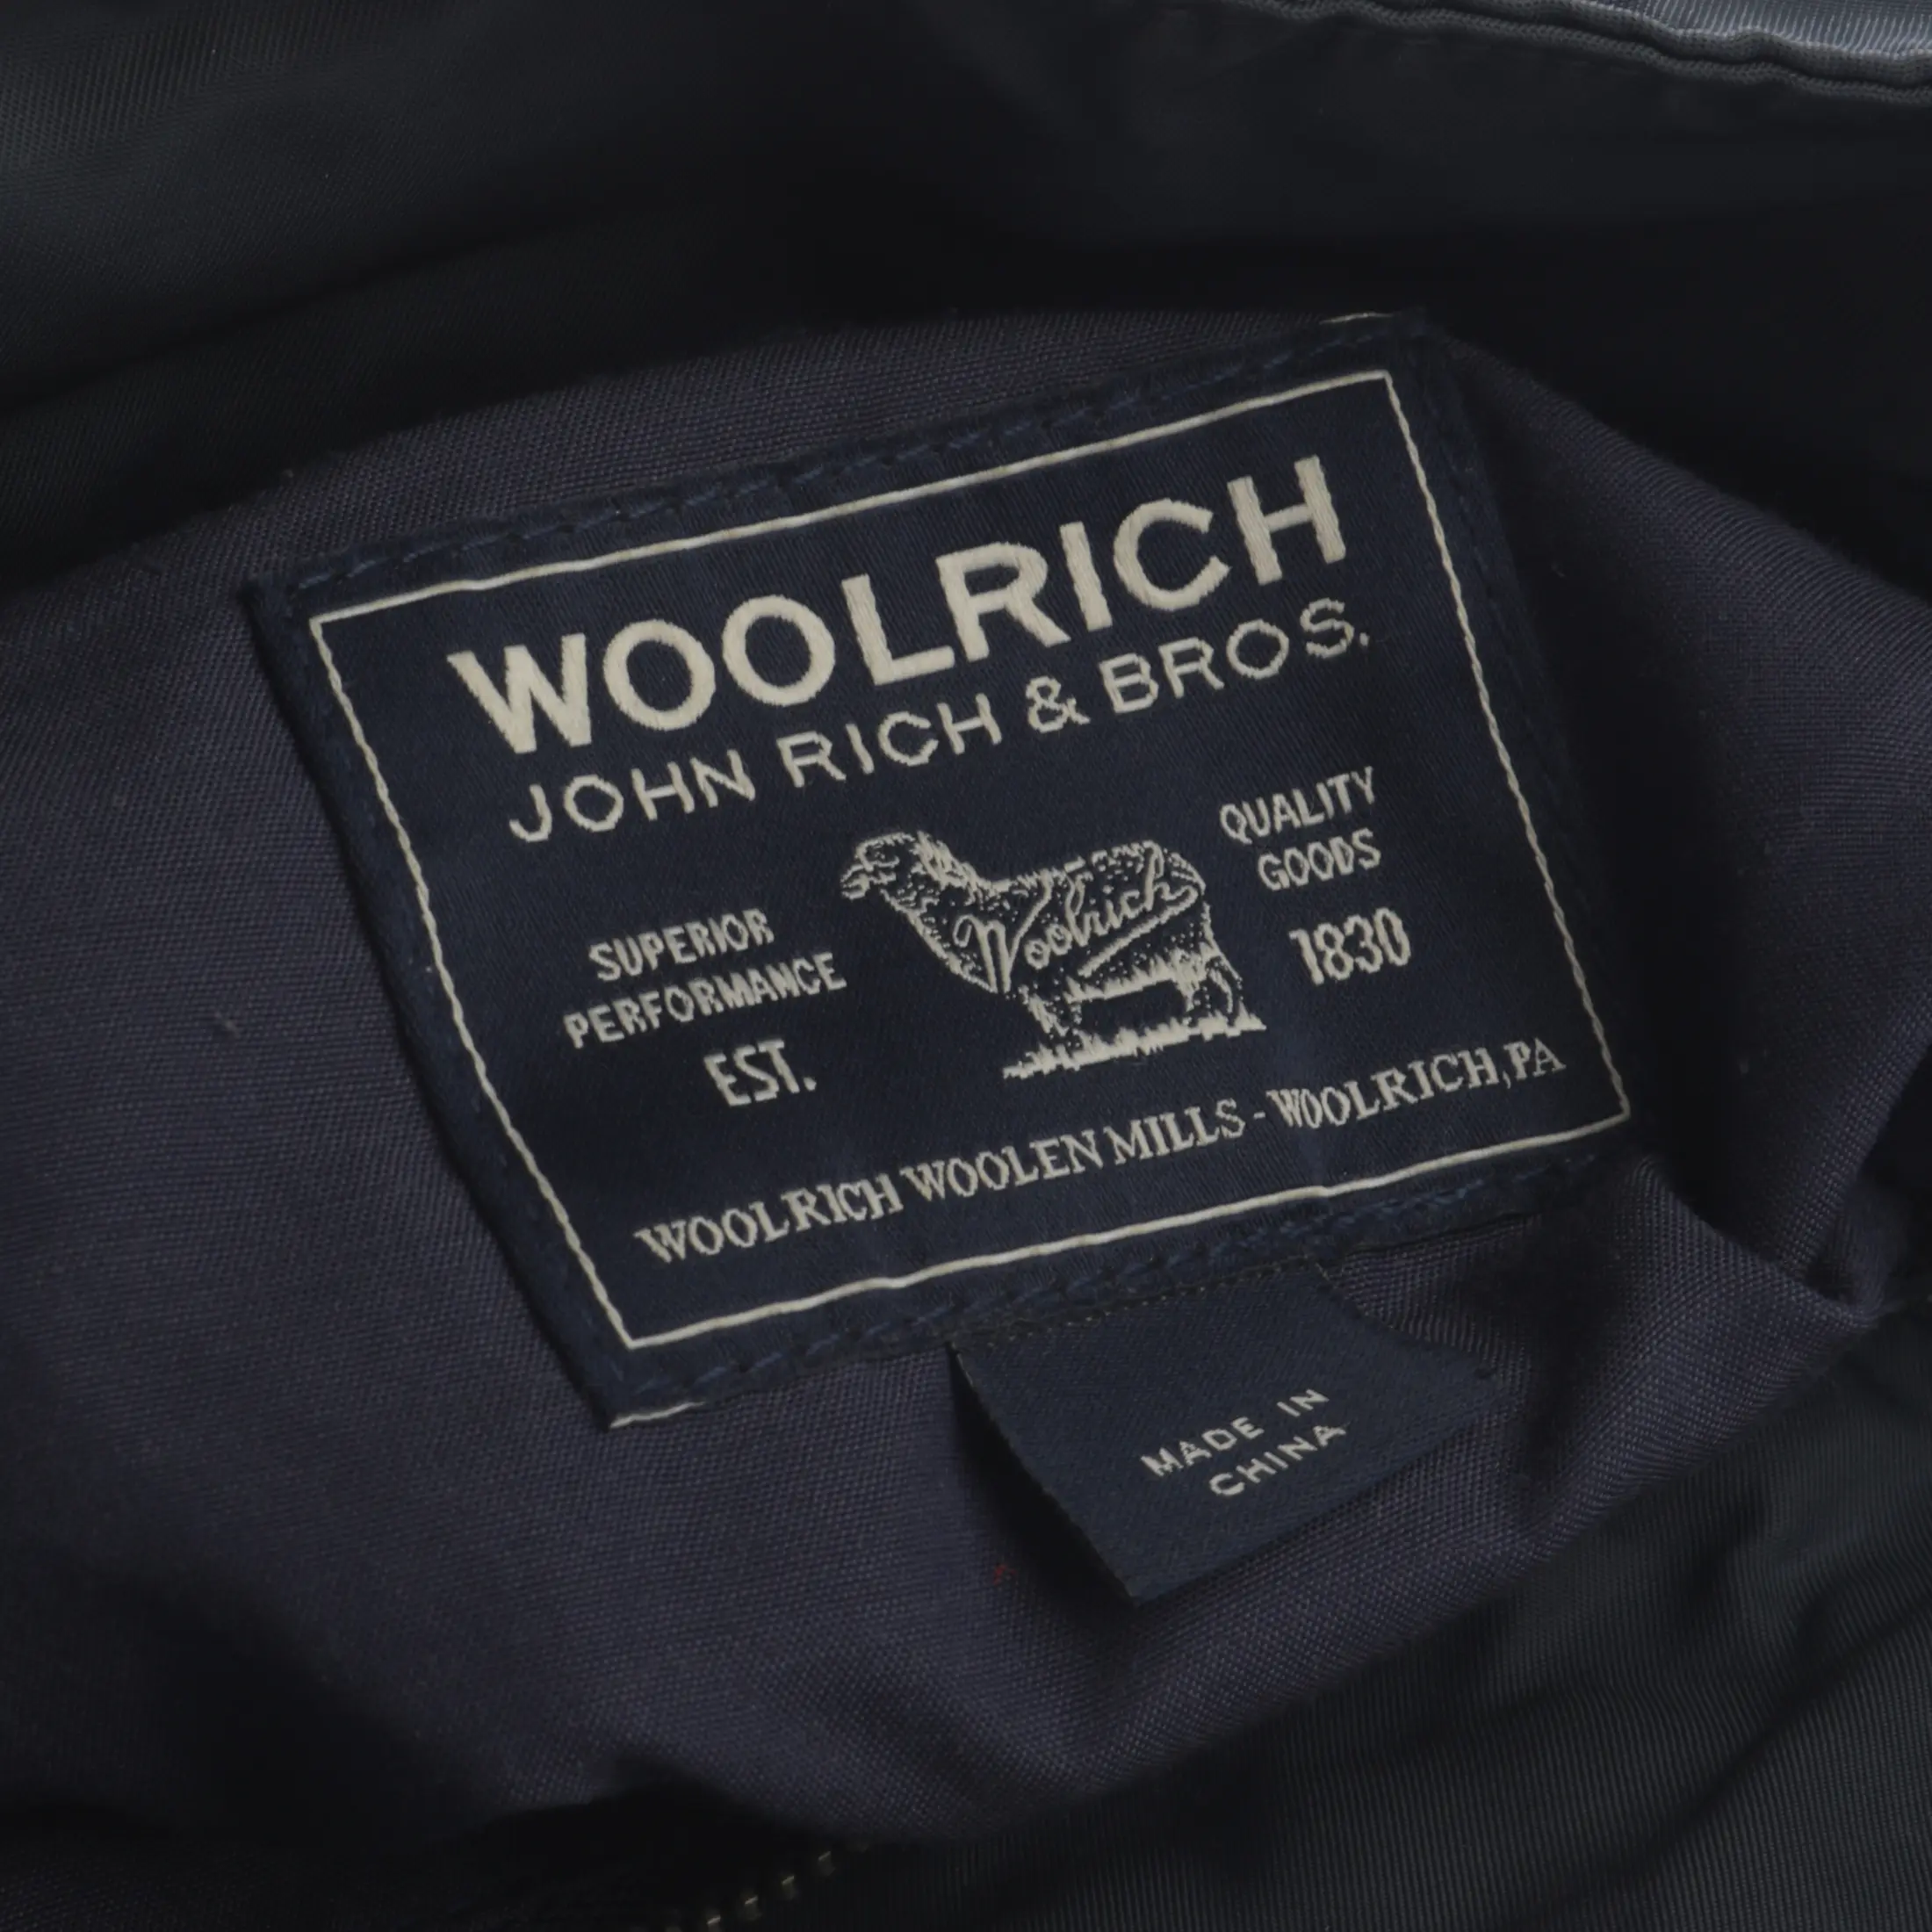 WOOLRICH
JOHN RICH & BROS.
SUPERIOR
PERFORMANCE
EST.
Woolrich
QUALITY
GOODS
1830
WOOLRICH WOOLEN MILLS - WOOLRICH, PA
MADE IN
CHINA